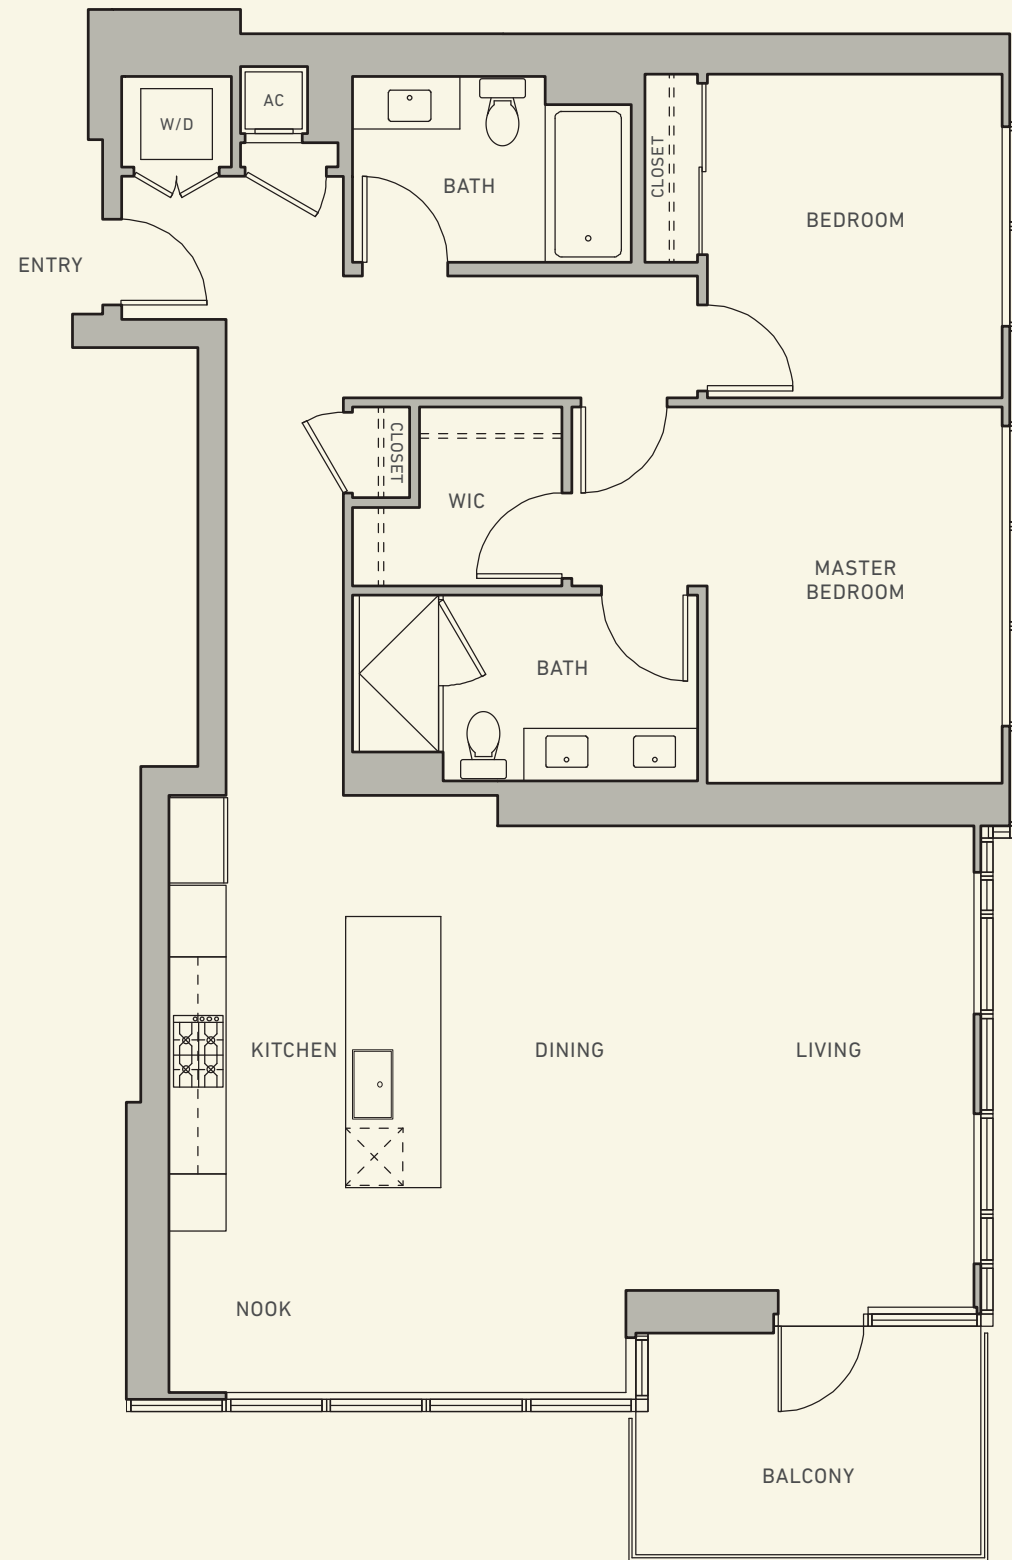 AC
W/D
CLOSET
BATH
BEDROOM
ENTRY
CLOSET
WIC
MASTER
BEDROOM
BATH
KITCHEN
DINING
LIVING
NOOK
BALCONY